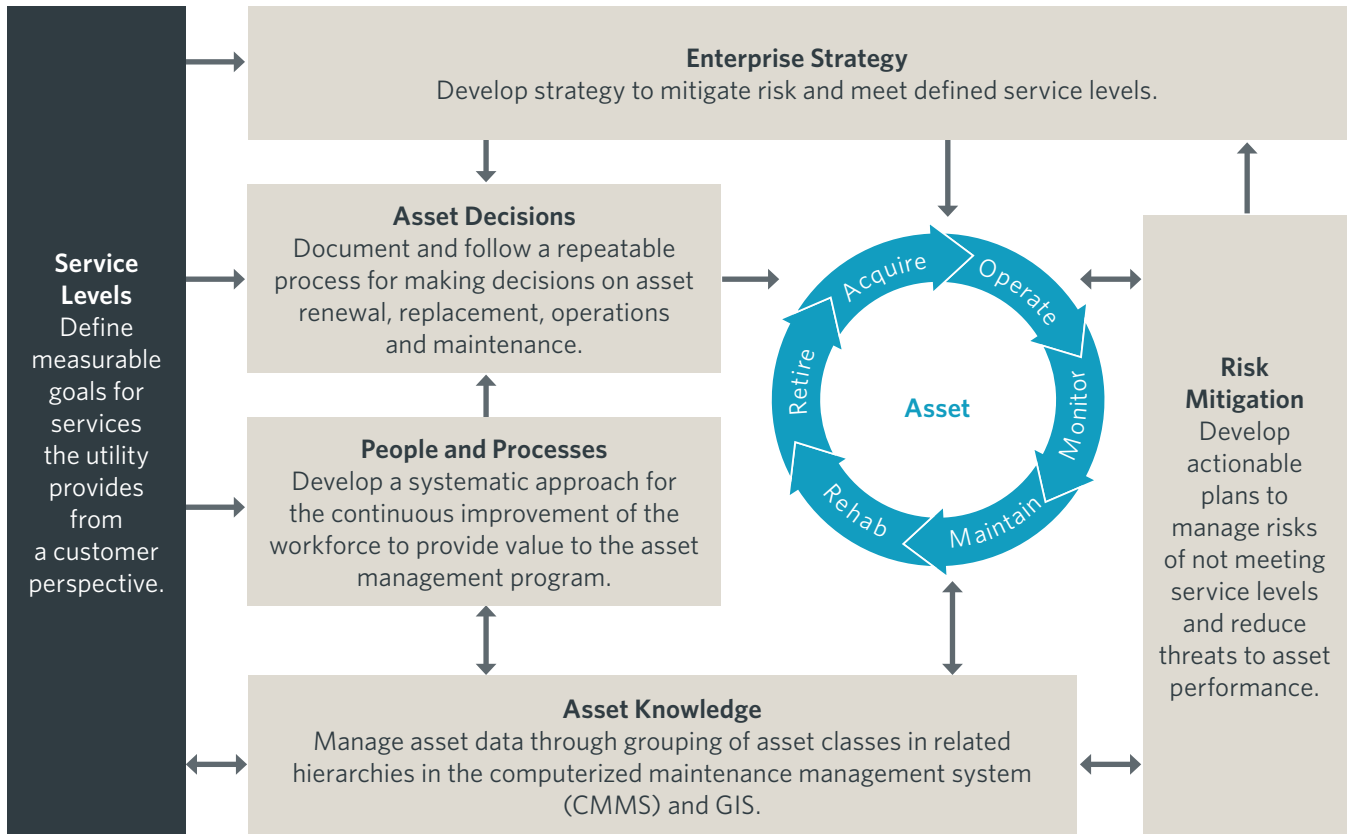 Enterprise Strategy
Develop strategy to mitigate risk and meet defined service levels.
Service
Levels
Define
measurable
goals for
services
the utility
provides
from
a customer
perspective.
Asset Decisions
Document and follow a repeatable
process for making decisions on asset
renewal, replacement, operations
and maintenance.
People and Processes
Develop a systematic approach for
the continuous improvement of the
workforce to provide value to the asset
management program.
Acquire
Operate
Monitor
Maintain
Rehab
Retire
Asset
Risk
Mitigation
Develop
actionable
plans to
manage risks
of not meeting
service levels
and reduce
threats to asset
performance.
Asset Knowledge
Manage asset data through grouping of asset classes in related
hierarchies in the computerized maintenance management system
(CMMS) and GIS.